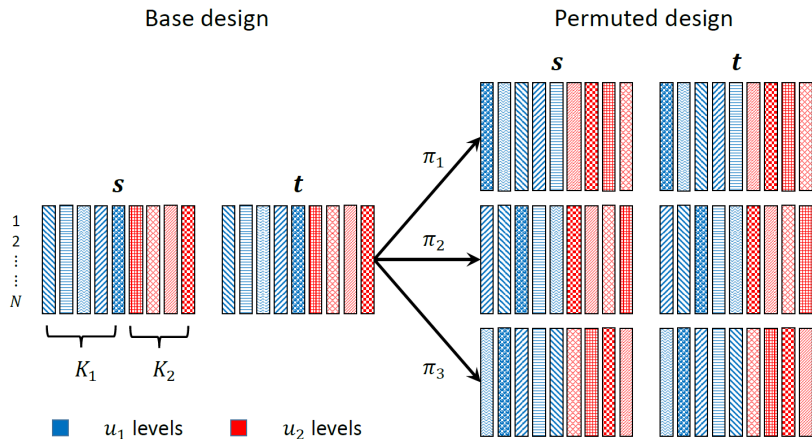 Base design
Permuted design
s
t
s
t
π1
π2
π3
1
2
⋯
⋯
N
K1
K2
u1 levels
u2 levels